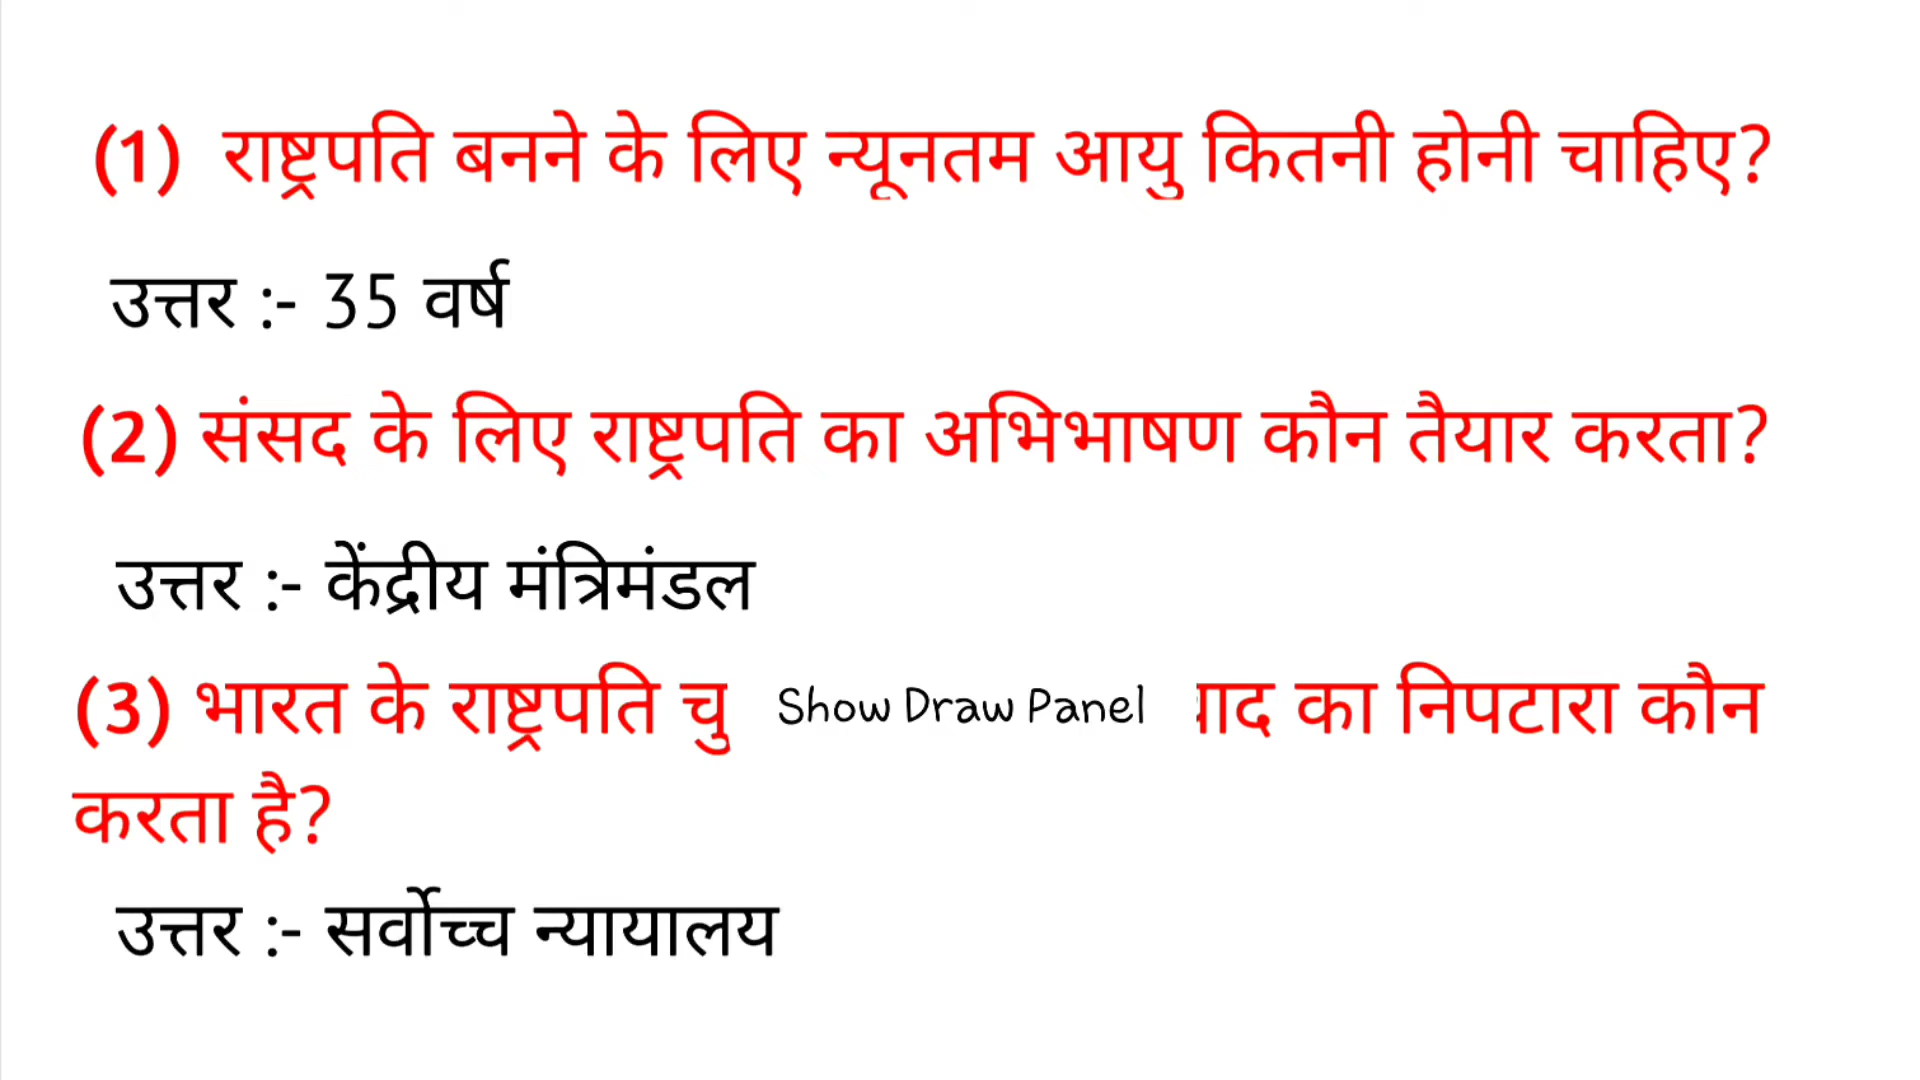 (1) राष्ट्रपति बनने के लिए न्यूनतम आयु कितनी होनी चाहिए?
उत्तर :- 35 वर्ष
(2) संसद के लिए राष्ट्रपति का अभिभाषण कौन तैयार करता?
उत्तर :- केंद्रीय मंत्रिमंडल
(3) भारत के राष्ट्रपति Show Draw Panel का निपटारा कौन
करता है?
उत्तर :- सर्वोच्च न्यायालय